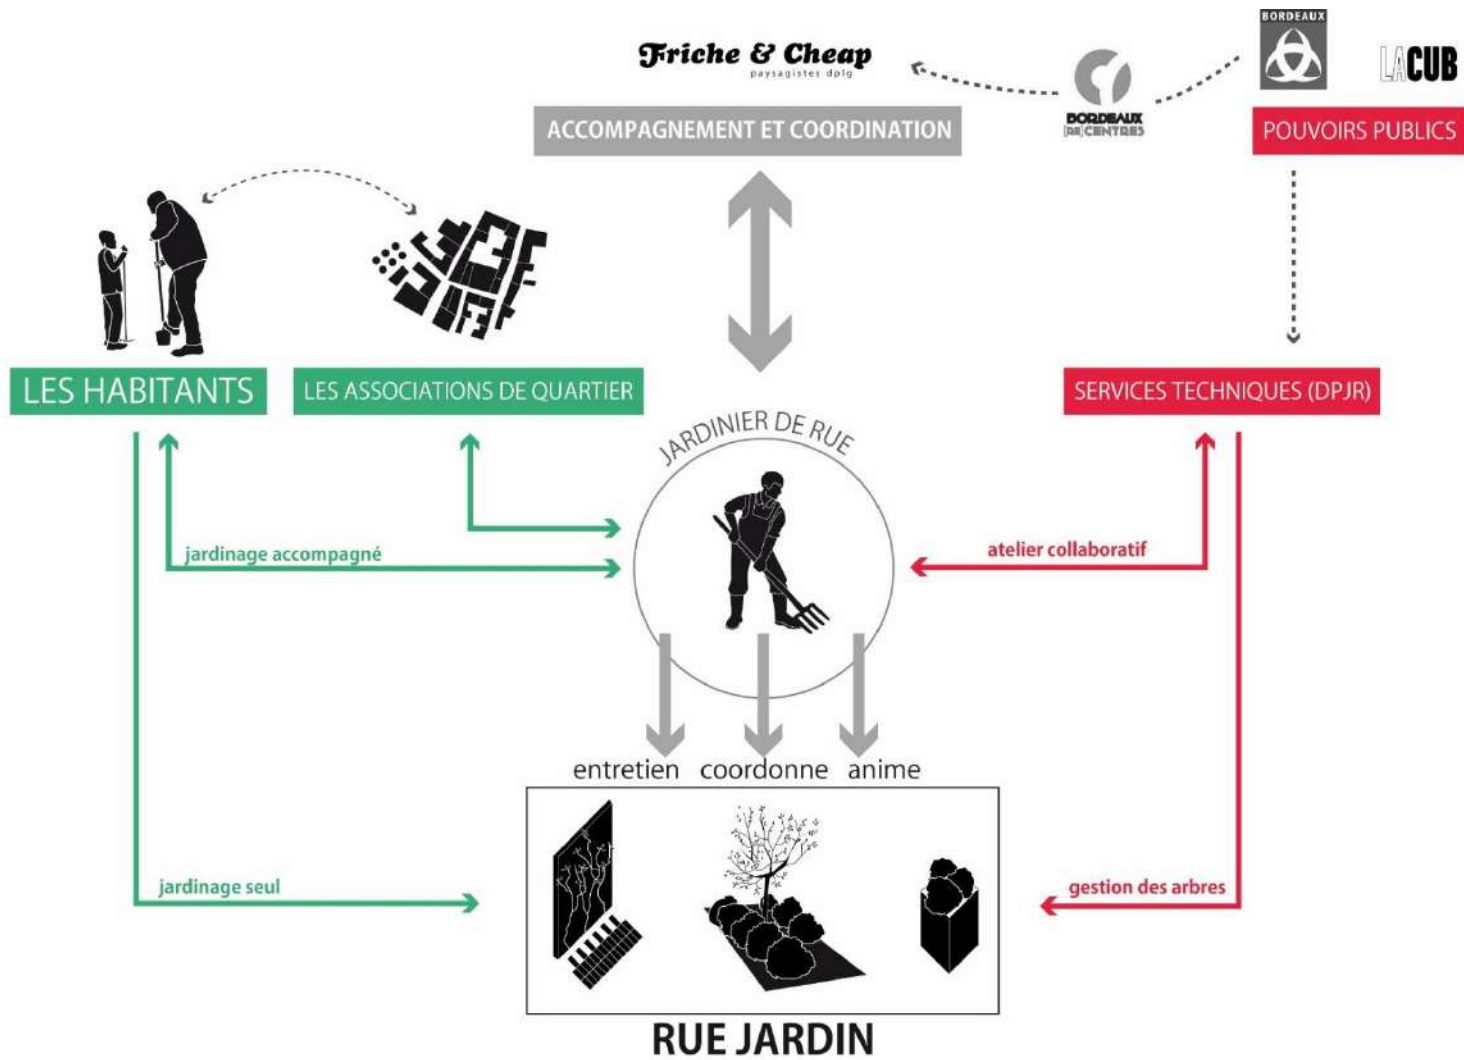 Friche & Cheap
paysagistes dplg
BORDEAUX
LACUB
BORDEAUX
[RE]CENTRES
ACCOMPAGNEMENT ET COORDINATION
POUVOIRS PUBLICS
LES HABITANTS
LES ASSOCIATIONS DE QUARTIER
SERVICES TECHNIQUES (DPJR)
JARDINIER DE RUE
jardinage accompagné
atelier collaboratif
entretien coordonne anime
jardinage seul
gestion des arbres
RUE JARDIN